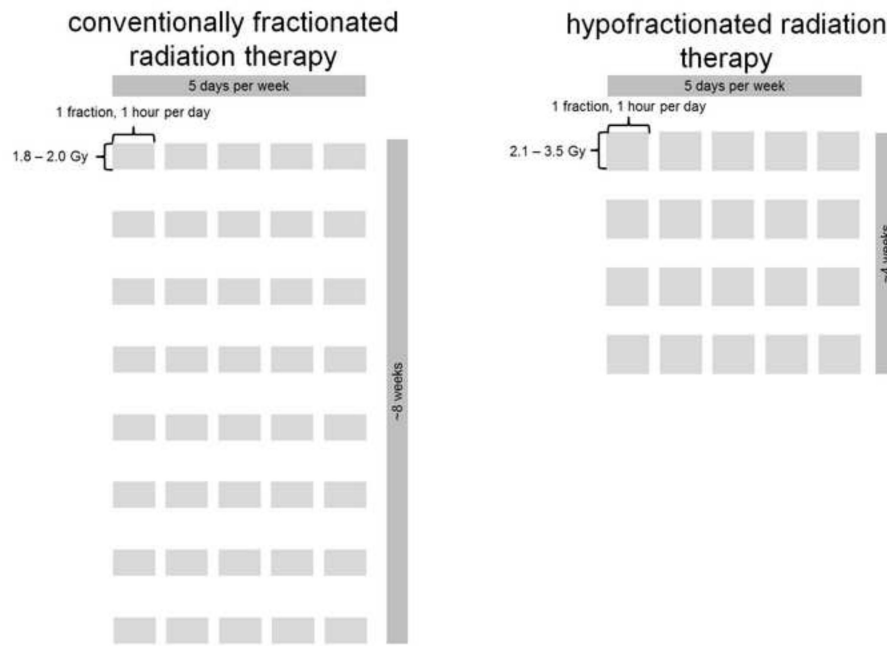 conventionally fractionated
radiation therapy
5 days per week
1 fraction, 1 hour per day
1.8 – 2.0 Gy
~8 weeks
hypofractionated radiation
therapy
5 days per week
1 fraction, 1 hour per day
2.1 – 3.5 Gy
~4 weeks